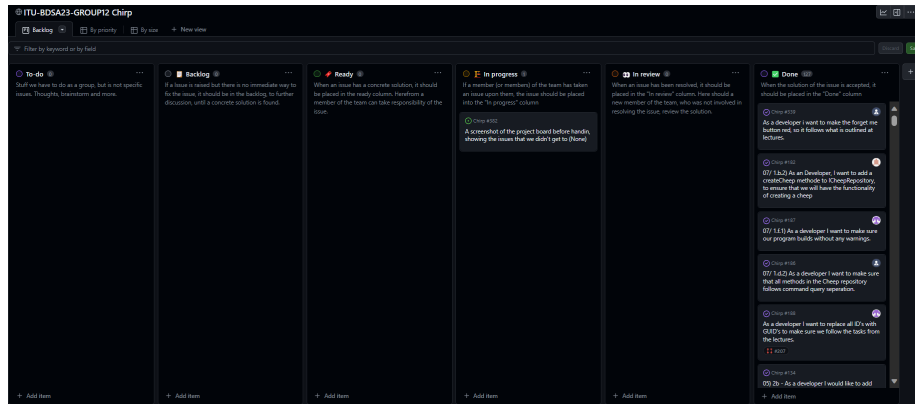 ITU-BDSA23-GROUP12 Chirp
Backlog
By priority
By size
+ New view
Filter by keyword or by field
Discard
To-do 0
Stuff we have to do as a group, but is not specific
issues. Thoughts, brainstorm and more.
+ Add item
Backlog 0
If a issue is raised but there is no immediate way to
fix the issue, it should be in the backlog, to further
discussion, until a concrete solution is found.
+ Add item
Ready 0
When an issue has a concrete solution, it should
be placed in the ready column. Herefrom a
member of the team can take responsibility of the
issue.
+ Add item
In progress
If a member (or members) of the team has taken
an issue upon them, the issue should be placed
into the "In progress" column
Chirp #382
A screenshot of the project board before handin,
showing the issues that we didn't get to (None)
+ Add item
In review 0
When an issue has been resolved, it should be
placed in the "In review" column. Here should a
new member of the team, who was not involved in
resolving the issue, review the solution.
+ Add item
Done
When the solution of the issue is accepted, it
should be placed in the "Done" column
Chirp #339
As a developer i want to make the forget me
button red, so it follows what is outlined at
lectures.
Chirp #182
07/ 1.b.2) As an Developer, I want to add a
createCheep methode to ICheepRepository,
to ensure that we will have the functionality
of creating a cheep
Chirp #187
07/ 1.f.1) As a developer I want to make sure
our program builds without any warnings.
Chirp
07/ 1.d.2) As a developer I want to make sure
that all methods in the Cheep repository
follows command query seperation.
Chirp
As a developer I want to replace all ID's with
GUID's to make sure we follow the tasks from
the lectures.
#207
Chirp #134
05) 2b - As a developer I would like to add
+ Add item